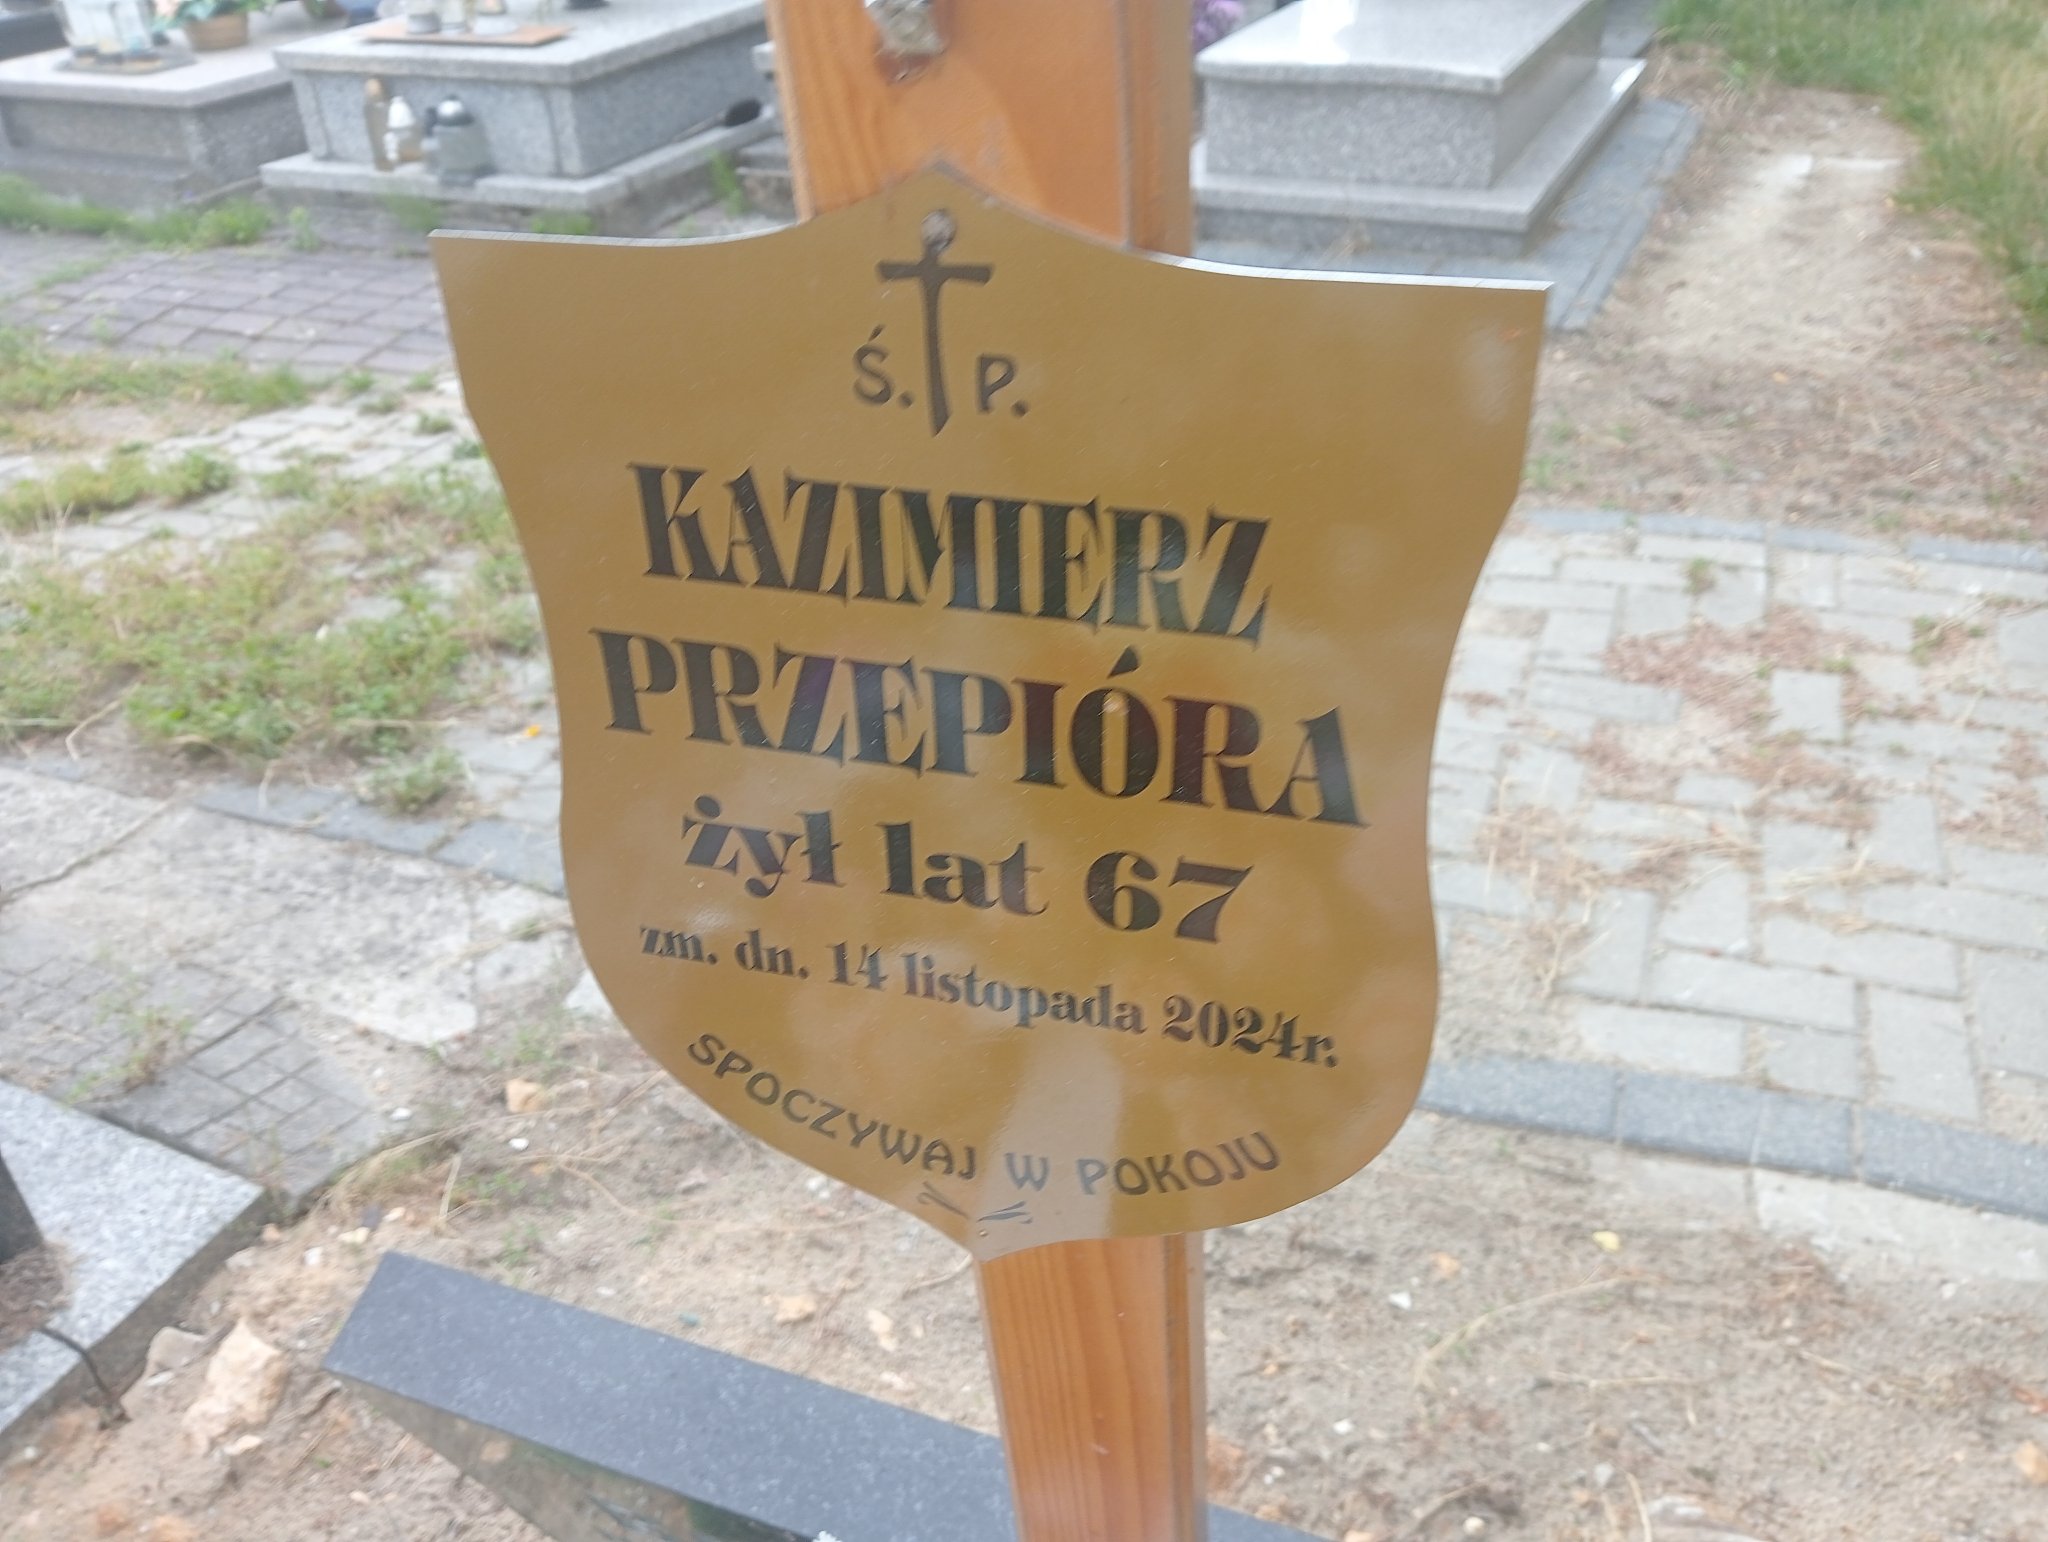 Ś. P.
KAZIMIERZ
PRZEPIÓRA
żył lat 67
zm. dn. 14 listopada 2024r.
SPOCZYWAJ W POKOJU